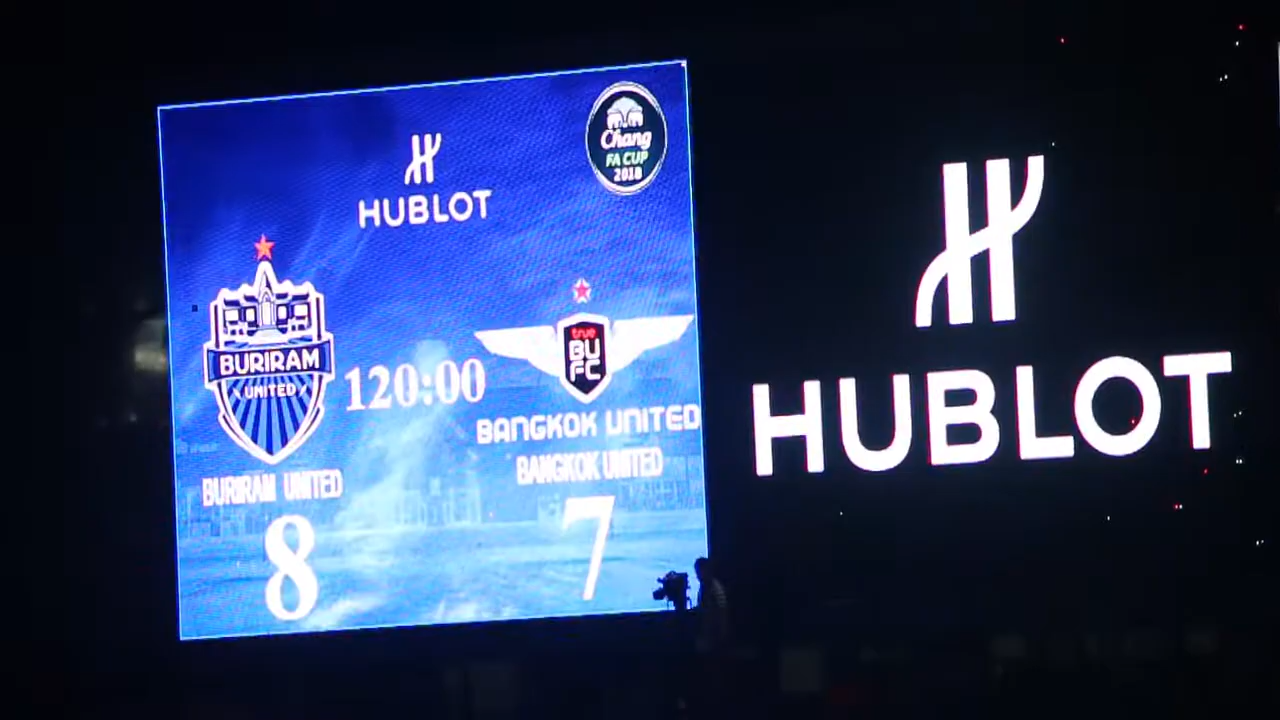 Chang
FA CUP
2018
HUBLOT
BURIRAM
UNITED
120:00
true
BU
FC
BANGKOK UNITED
BURIRAM UNITED
BANGKOK UNITED
8
7
HUBLOT